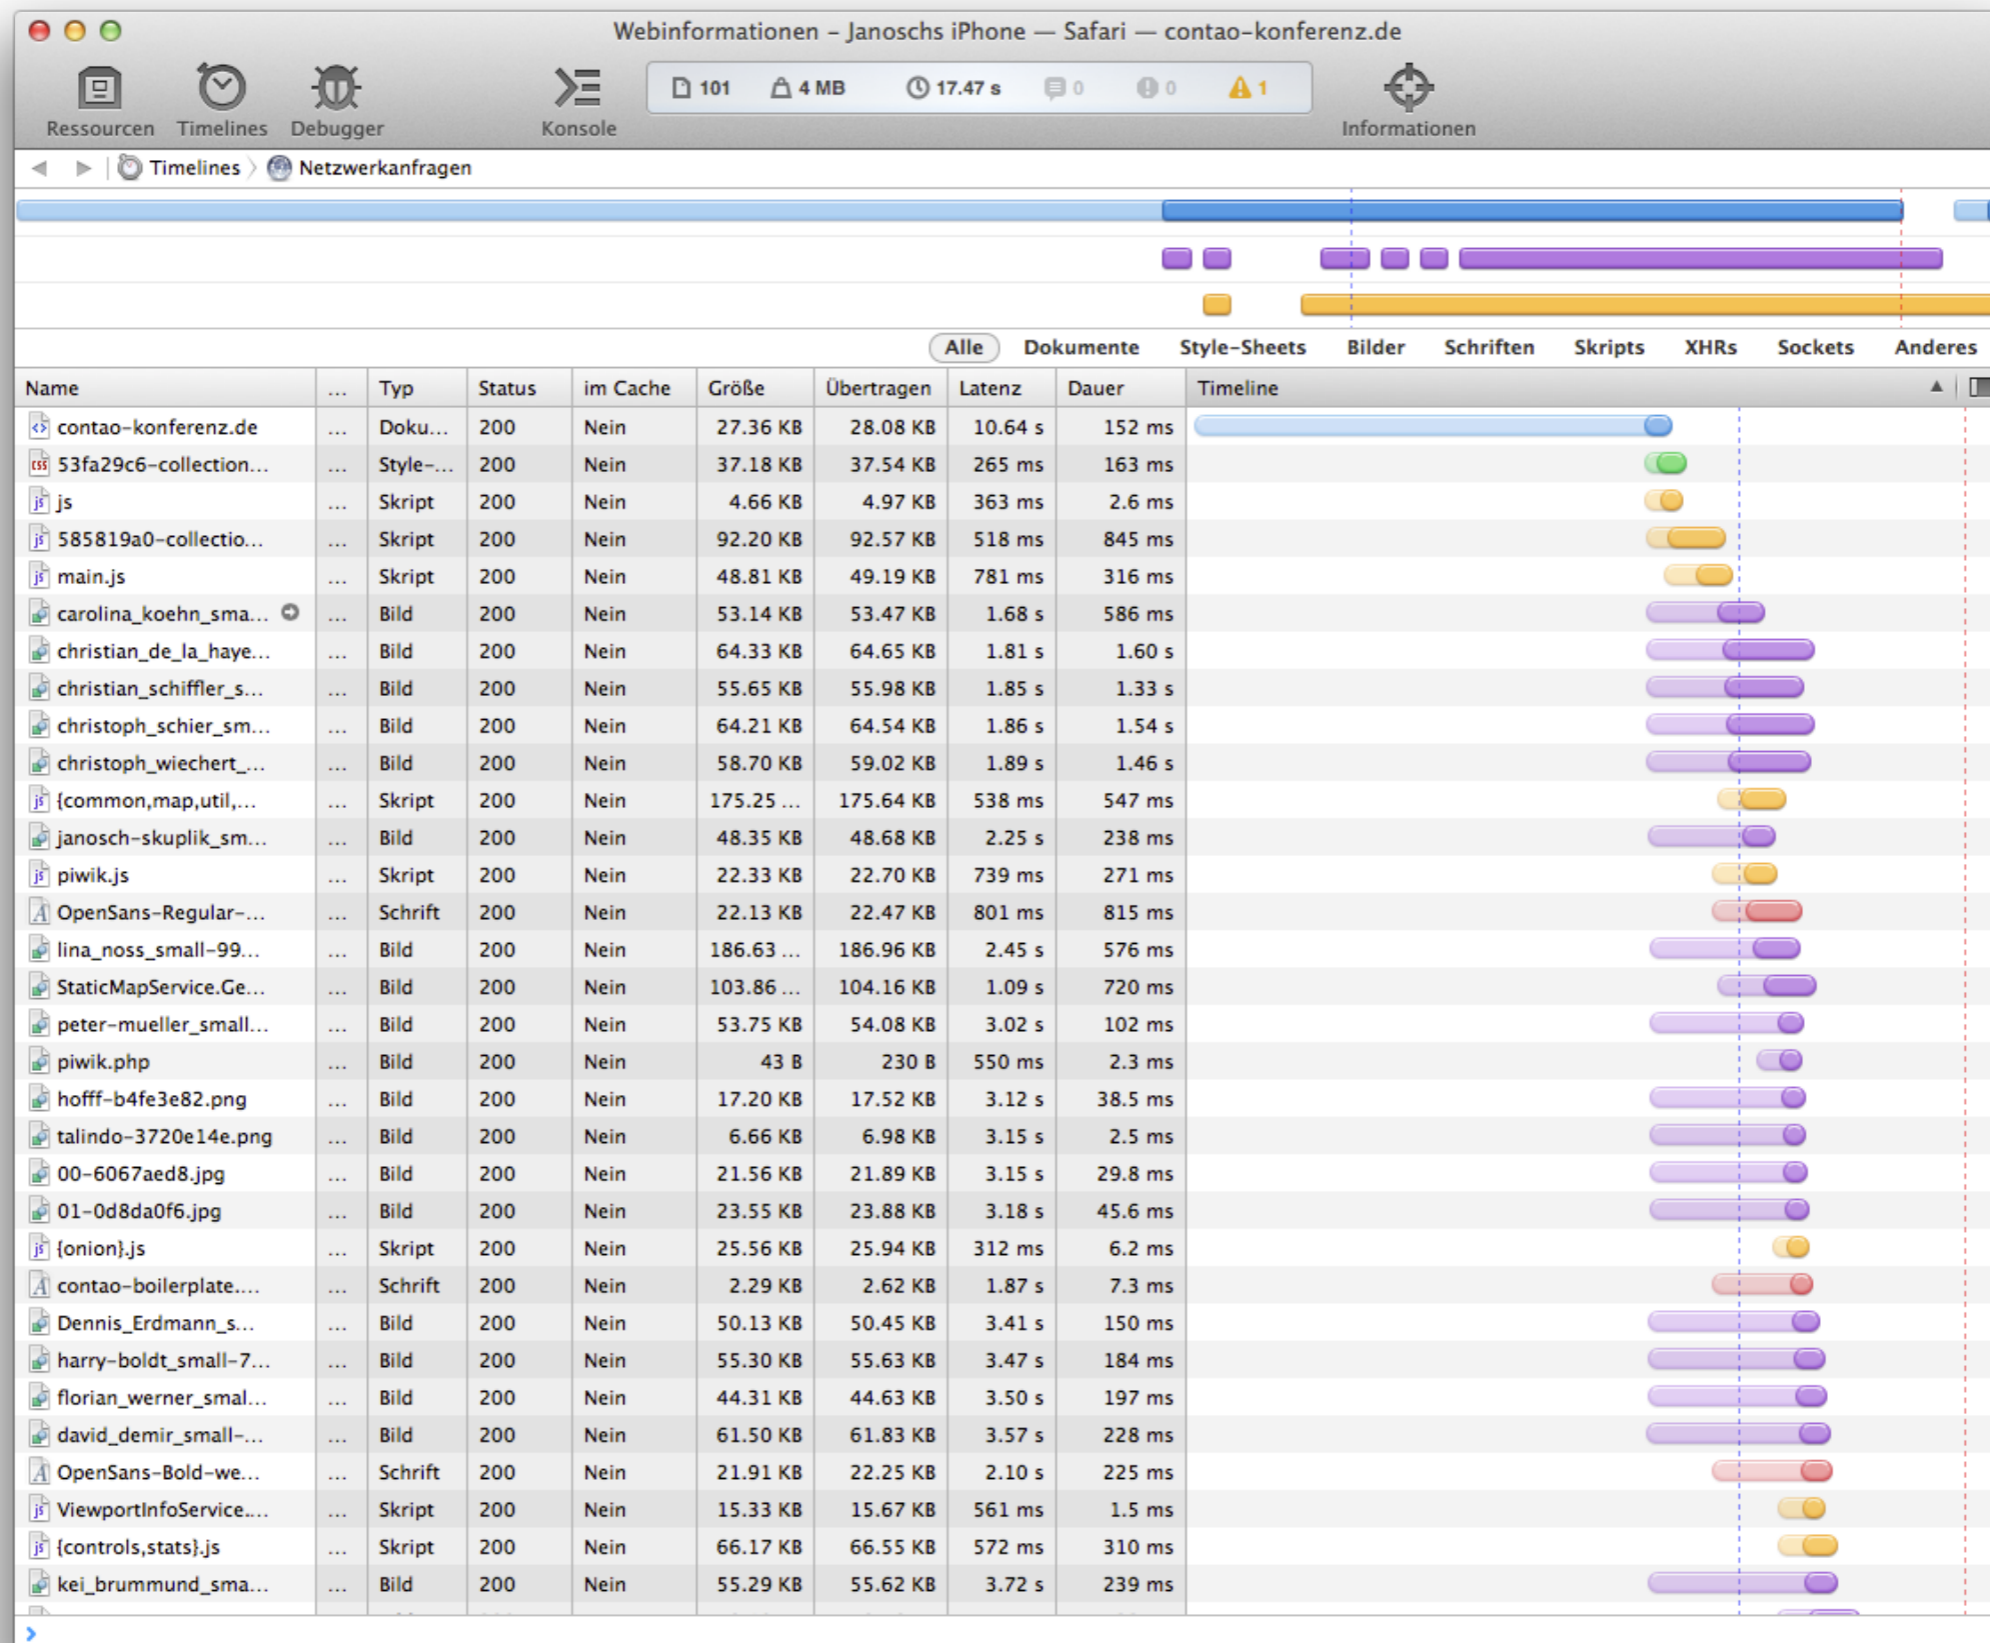 Webinformationen – Janoschs iPhone — Safari — contao-konferenz.de
101 4 MB 17.47 s 0 0 1
Ressourcen Timelines Debugger Konsole Informationen
Timelines Netzwerkanfragen
Alle Dokumente Style-Sheets Bilder Schriften Skripts XHRs Sockets Anderes
Name ... Typ Status im Cache Größe Übertragen Latenz Dauer Timeline
contao-konferenz.de ... Doku... 200 Nein 27.36 KB 28.08 KB 10.64 s 152 ms
53fa29c6-collection... ... Style-... 200 Nein 37.18 KB 37.54 KB 265 ms 163 ms
js ... Skript 200 Nein 4.66 KB 4.97 KB 363 ms 2.6 ms
585819a0-collectio... ... Skript 200 Nein 92.20 KB 92.57 KB 518 ms 845 ms
main.js ... Skript 200 Nein 48.81 KB 49.19 KB 781 ms 316 ms
carolina_koehn_sma... ... Bild 200 Nein 53.14 KB 53.47 KB 1.68 s 586 ms
christian_de_la_haye... ... Bild 200 Nein 64.33 KB 64.65 KB 1.81 s 1.60 s
christian_schiffler_s... ... Bild 200 Nein 55.65 KB 55.98 KB 1.85 s 1.33 s
christoph_schier_sm... ... Bild 200 Nein 64.21 KB 64.54 KB 1.86 s 1.54 s
christoph_wiechert_... ... Bild 200 Nein 58.70 KB 59.02 KB 1.89 s 1.46 s
{common,map,util,... ... Skript 200 Nein 175.25 ... 175.64 KB 538 ms 547 ms
janosch-skuplik_sm... ... Bild 200 Nein 48.35 KB 48.68 KB 2.25 s 238 ms
piwik.js ... Skript 200 Nein 22.33 KB 22.70 KB 739 ms 271 ms
OpenSans-Regular-... ... Schrift 200 Nein 22.13 KB 22.47 KB 801 ms 815 ms
lina_noss_small-99... ... Bild 200 Nein 186.63 ... 186.96 KB 2.45 s 576 ms
StaticMapService.Ge... ... Bild 200 Nein 103.86 ... 104.16 KB 1.09 s 720 ms
peter-mueller_small... ... Bild 200 Nein 53.75 KB 54.08 KB 3.02 s 102 ms
piwik.php ... Bild 200 Nein 43 B 230 B 550 ms 2.3 ms
hofff-b4fe3e82.png ... Bild 200 Nein 17.20 KB 17.52 KB 3.12 s 38.5 ms
talindo-3720e14e.png ... Bild 200 Nein 6.66 KB 6.98 KB 3.15 s 2.5 ms
00-6067aed8.jpg ... Bild 200 Nein 21.56 KB 21.89 KB 3.15 s 29.8 ms
01-0d8da0f6.jpg ... Bild 200 Nein 23.55 KB 23.88 KB 3.18 s 45.6 ms
{onion}.js ... Skript 200 Nein 25.56 KB 25.94 KB 312 ms 6.2 ms
contao-boilerplate.... ... Schrift 200 Nein 2.29 KB 2.62 KB 1.87 s 7.3 ms
Dennis_Erdmann_s... ... Bild 200 Nein 50.13 KB 50.45 KB 3.41 s 150 ms
harry-boldt_small-7... ... Bild 200 Nein 55.30 KB 55.63 KB 3.47 s 184 ms
florian_werner_smal... ... Bild 200 Nein 44.31 KB 44.63 KB 3.50 s 197 ms
david_demir_small-... ... Bild 200 Nein 61.50 KB 61.83 KB 3.57 s 228 ms
OpenSans-Bold-we... ... Schrift 200 Nein 21.91 KB 22.25 KB 2.10 s 225 ms
ViewportInfoService.... ... Skript 200 Nein 15.33 KB 15.67 KB 561 ms 1.5 ms
{controls,stats}.js ... Skript 200 Nein 66.17 KB 66.55 KB 572 ms 310 ms
kei_brummund_sma... ... Bild 200 Nein 55.29 KB 55.62 KB 3.72 s 239 ms